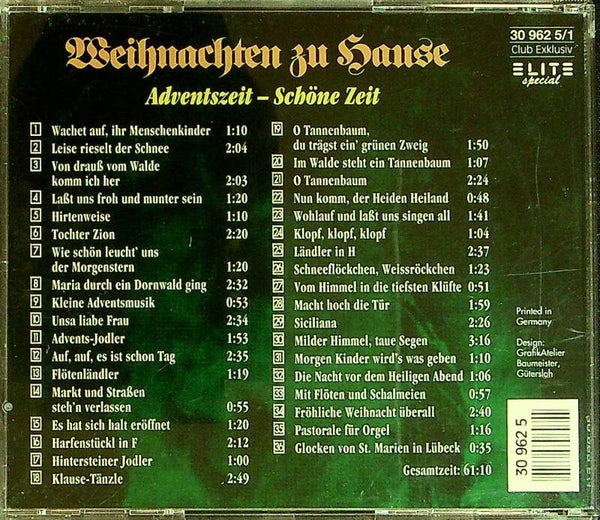 Weihnachten zu Hause
Adventszeit – Schöne Zeit
30 962 5/1
Club Exklusiv
ELITE
special
1 Wachet auf, ihr Menschenkinder 1:10
2 Leise rieselt der Schnee 2:04
3 Von drauß vom Walde
komm ich her 2:03
4 Laßt uns froh und munter sein 1:20
5 Hirtenweise 1:10
6 Tochter Zion 2:20
7 Wie schön leucht' uns
der Morgenstern 1:20
8 Maria durch ein Dornwald ging 2:32
9 Kleine Adventsmusik 0:53
10 Unsa liabe Frau 2:34
11 Advents-Jodler 1:53
12 Auf, auf, es ist schon Tag 2:35
13 Flötenländler 1:19
14 Markt und Straßen
steh'n verlassen 0:55
15 Es hat sich halt eröffnet 1:20
16 Harfenstückl in F 2:12
17 Hintersteiner Jodler 1:00
18 Klause-Tänzle 2:49
19 O Tannenbaum,
du trägst ein' grünen Zweig 1:50
20 Im Walde steht ein Tannenbaum 1:07
21 O Tannenbaum 2:24
22 Nun komm, der Heiden Heiland 0:48
23 Wohlauf und laßt uns singen all 1:41
24 Klopf, klopf, klopf 1:04
25 Ländler in H 2:37
26 Schneeflöckchen, Weissröckchen 1:23
27 Vom Himmel in die tiefsten Klüfte 0:51
28 Macht hoch die Tür 1:59
29 Siciliana 2:26
30 Milder Himmel, taue Segen 3:16
31 Morgen Kinder wird's was geben 1:10
32 Die Nacht vor dem Heiligen Abend 1:06
33 Mit Flöten und Schalmeien 0:57
34 Fröhliche Weihnacht überall 2:40
35 Pastorale für Orgel 1:16
36 Glocken von St. Marien in Lübeck 0:35
Gesamtzeit: 61:10
Printed in
Germany
Design:
GrafikAtelier
Baumeister,
Gütersloh
30 962 5